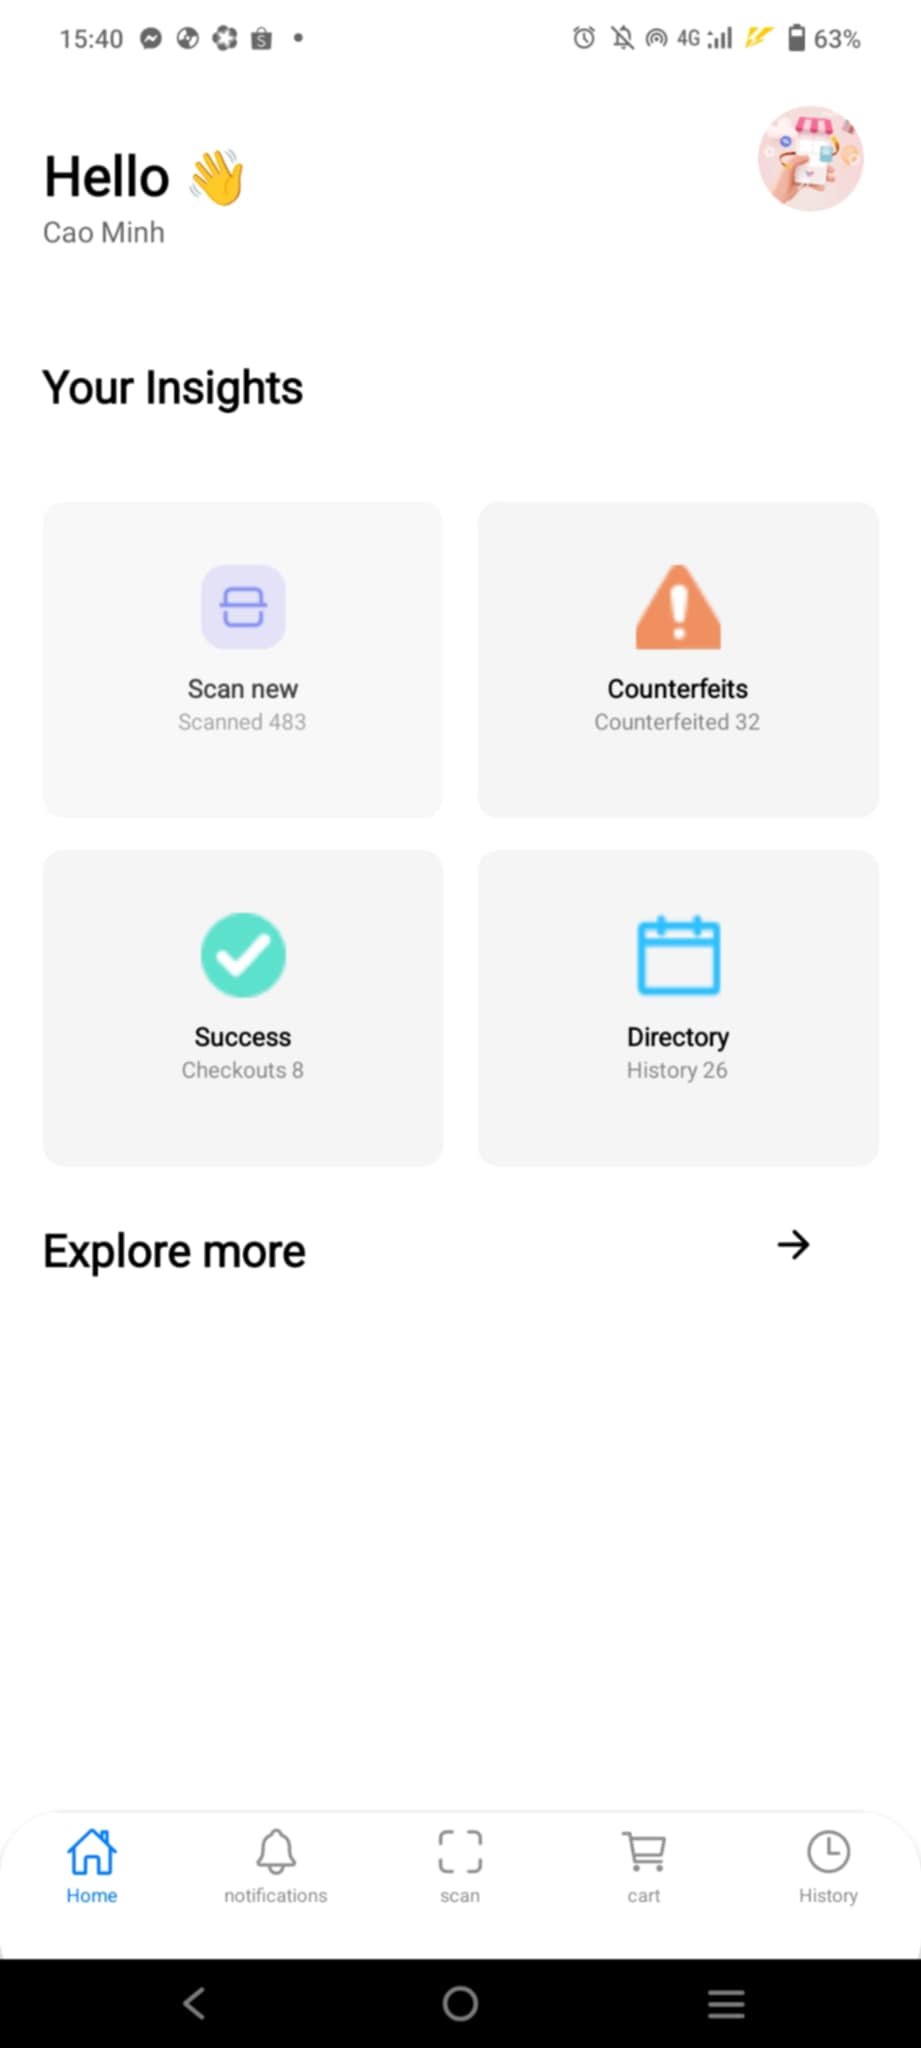 15:40
4G
63%
Hello 👋
Cao Minh
Your Insights
Scan new
Scanned 483
Counterfeits
Counterfeited 32
Success
Checkouts 8
Directory
History 26
Explore more
Home
notifications
scan
cart
History